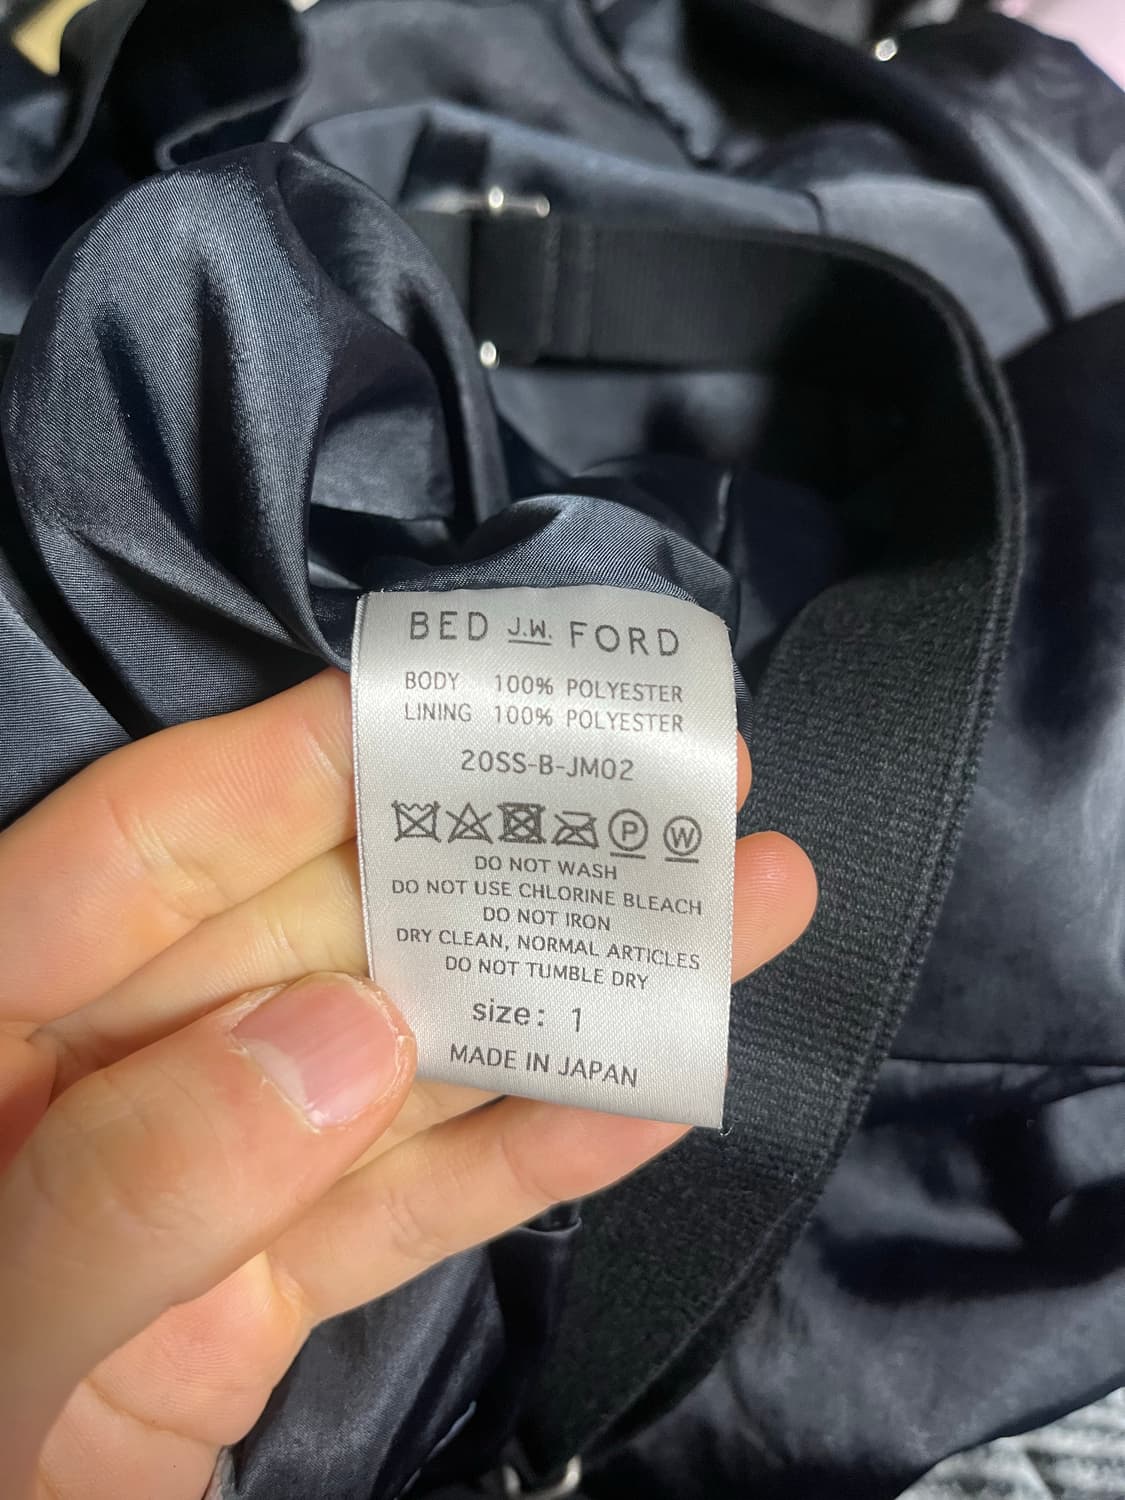 BED J.W. FORD
BODY 100% POLYESTER
LINING 100% POLYESTER
20SS-B-JM02
P W
DO NOT WASH
DO NOT USE CHLORINE BLEACH
DO NOT IRON
DRY CLEAN, NORMAL ARTICLES
DO NOT TUMBLE DRY
size: 1
MADE IN JAPAN